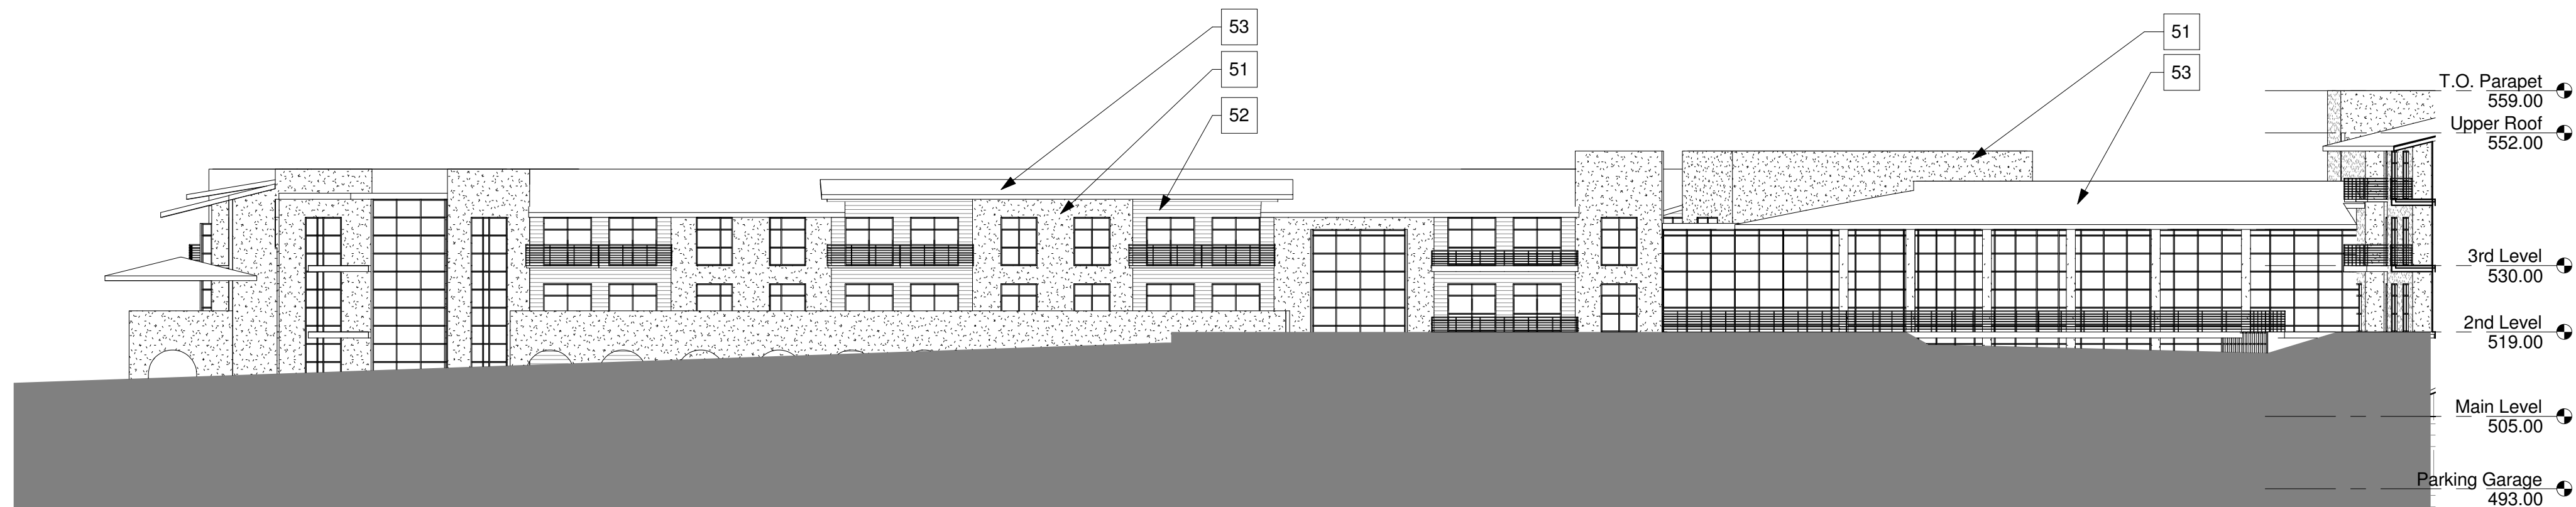 53
51
52
51
53
T.O. Parapet
559.00
Upper Roof
552.00
3rd Level
530.00
2nd Level
519.00
Main Level
505.00
Parking Garage
493.00